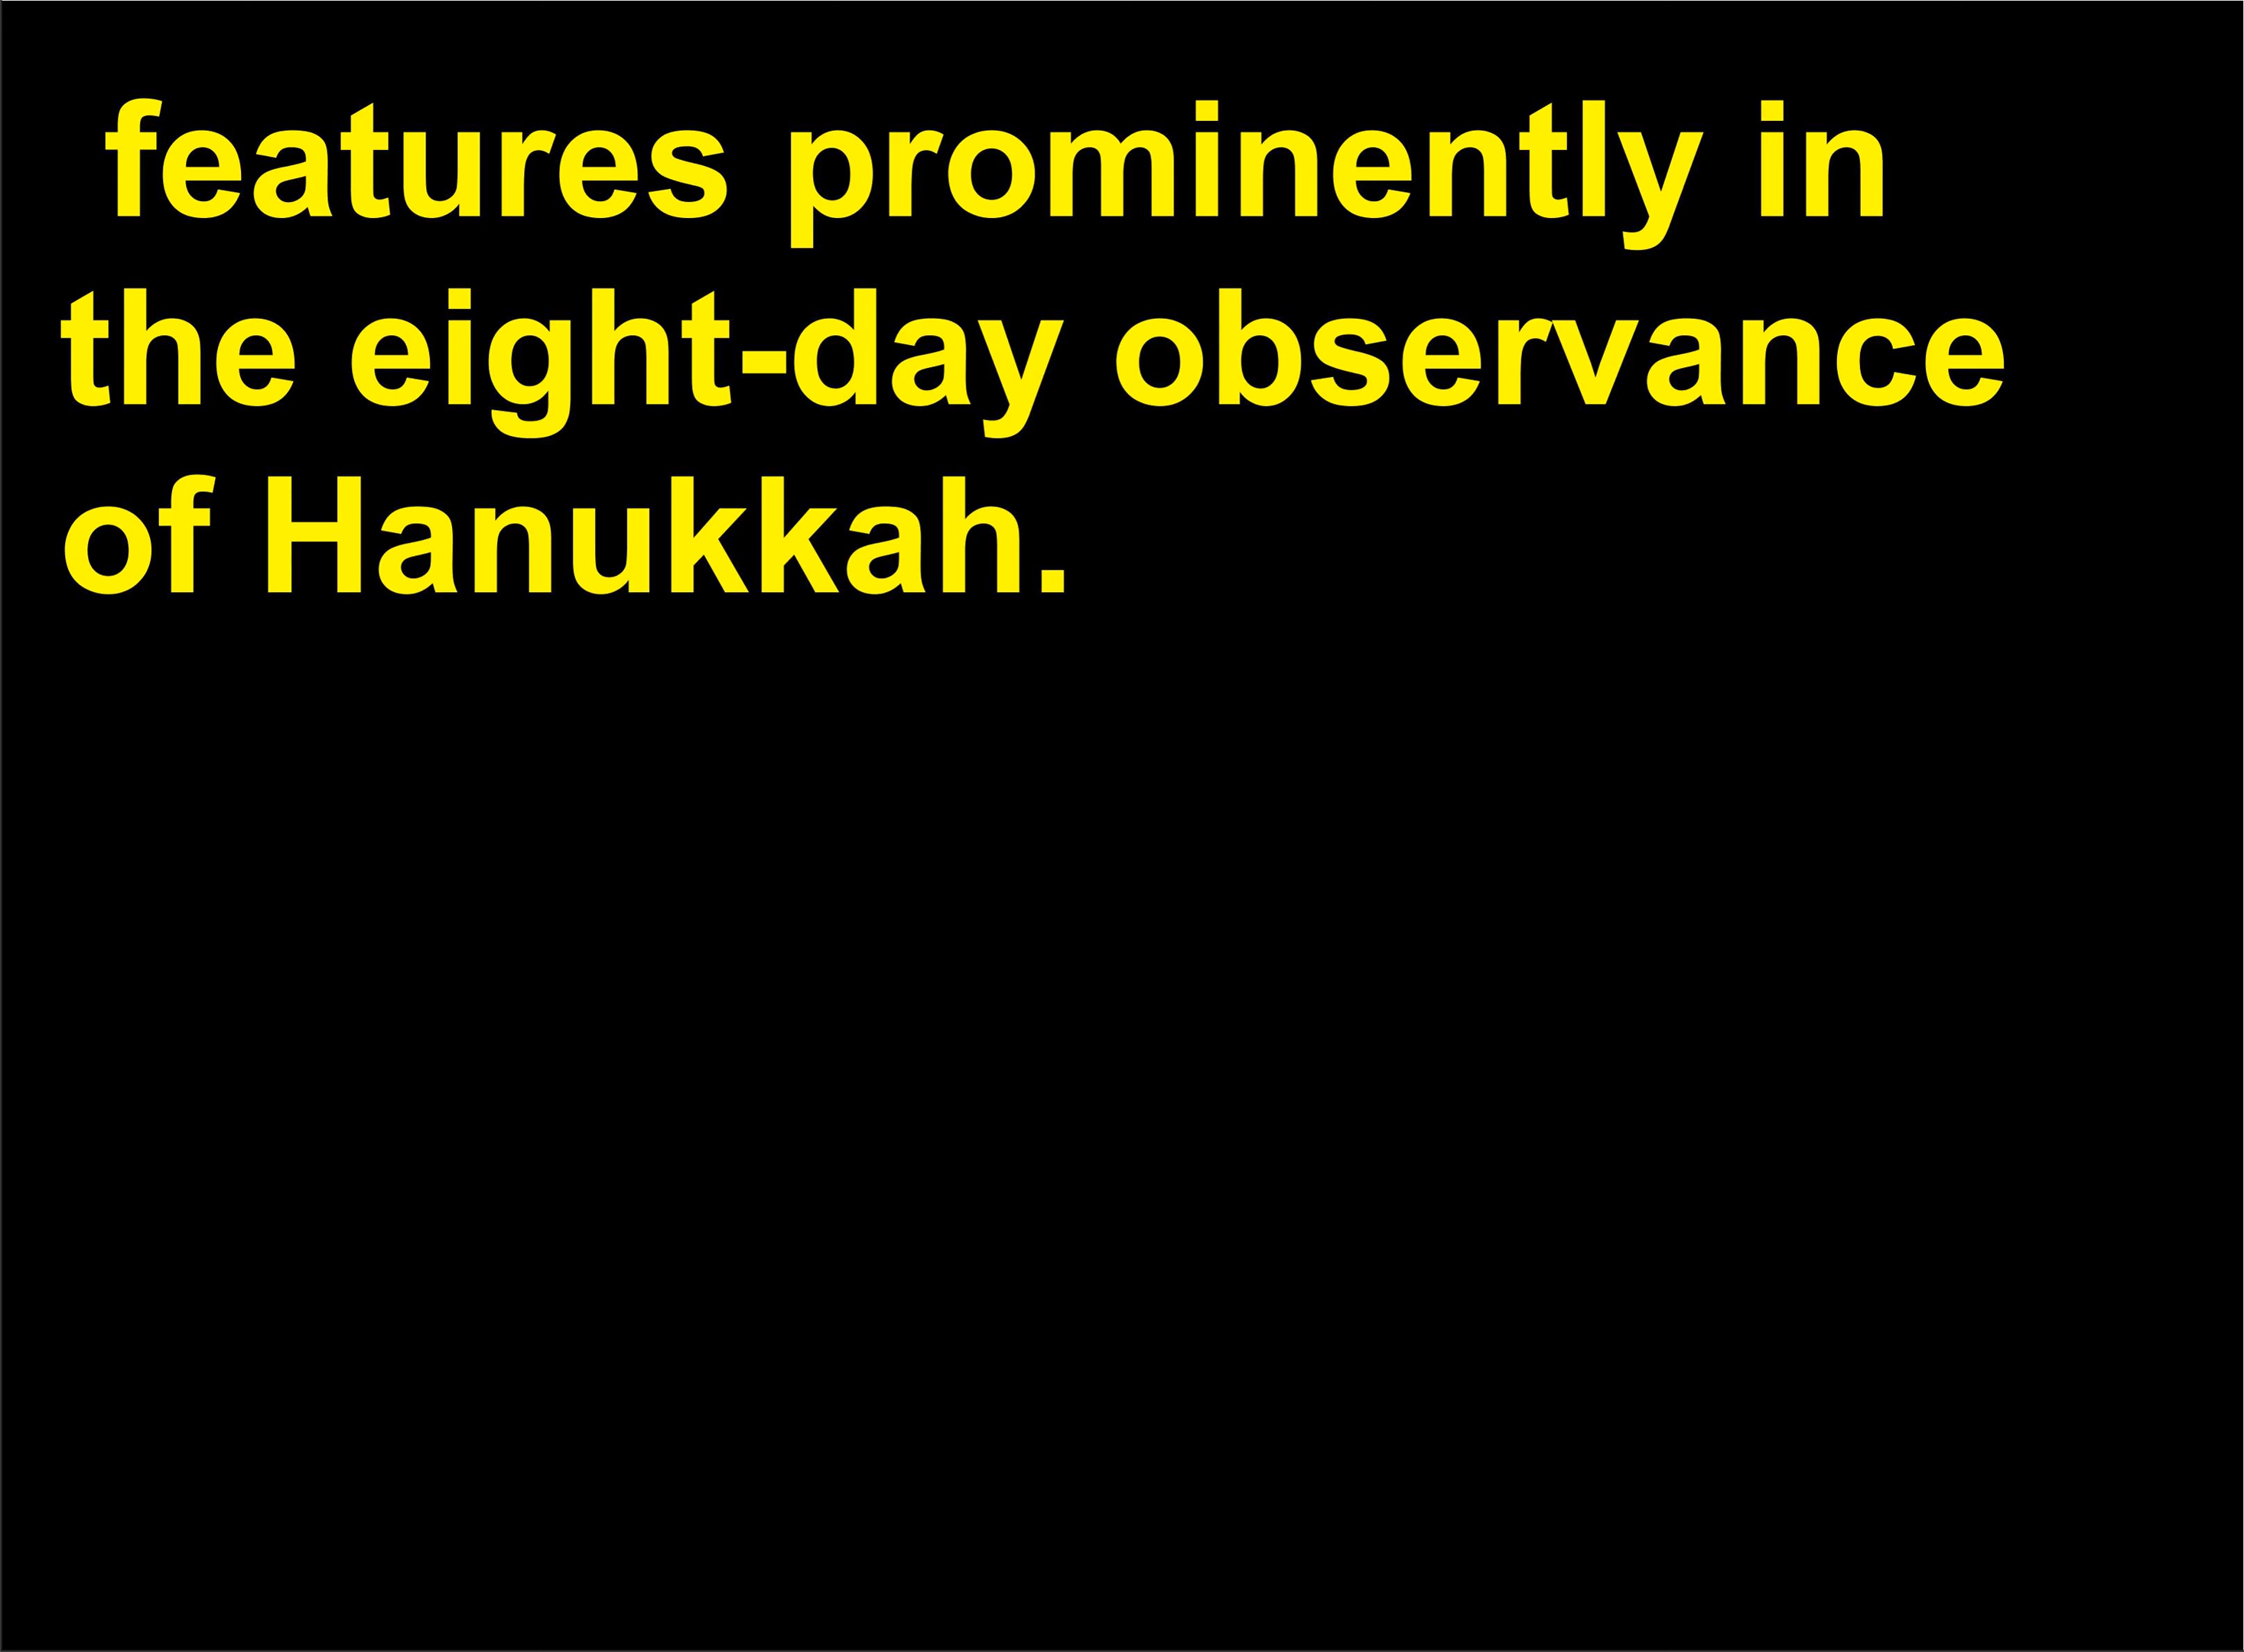 features prominently in
the eight-day observance
of Hanukkah.